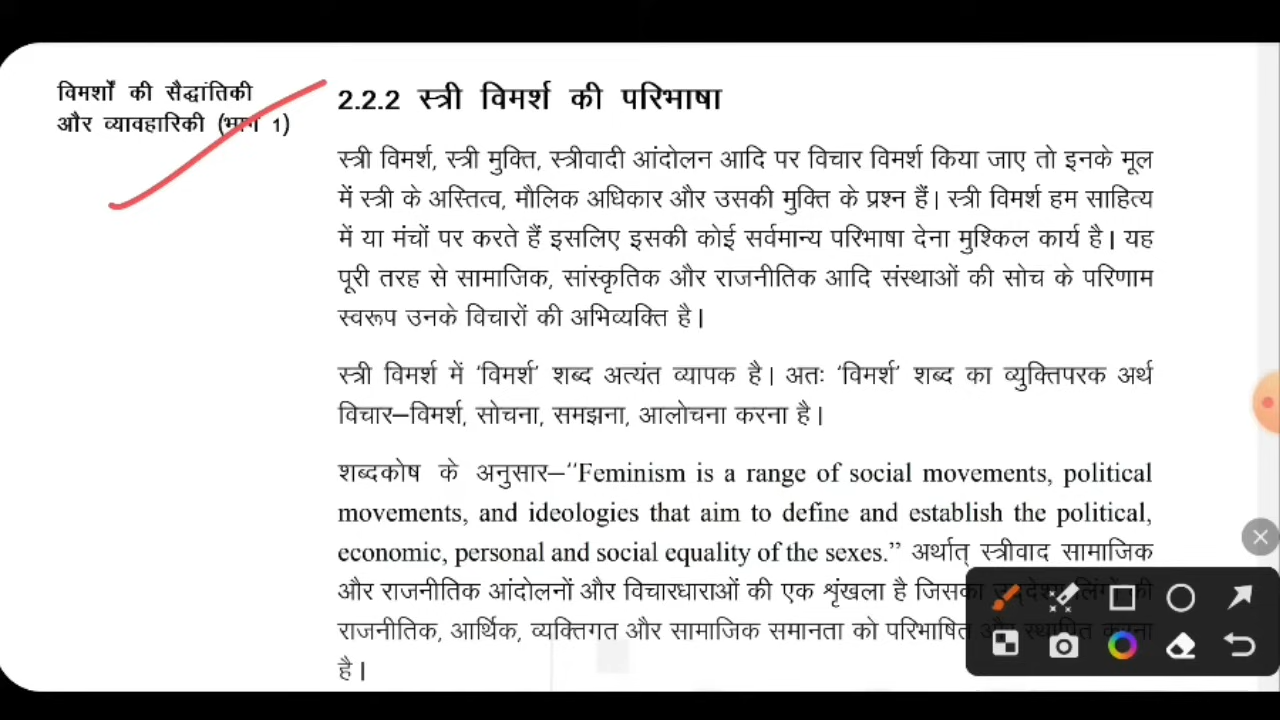 विमर्शों की सैद्धांतिकी
और व्यावहारिकी (भाग 1)
2.2.2 स्त्री विमर्श की परिभाषा
स्त्री विमर्श, स्त्री मुक्ति, स्त्रीवादी आंदोलन आदि पर विचार विमर्श किया जाए तो इनके मूल
में स्त्री के अस्तित्व, मौलिक अधिकार और उसकी मुक्ति के प्रश्न हैं। स्त्री विमर्श हम साहित्य
में या मंचों पर करते हैं इसलिए इसकी कोई सर्वमान्य परिभाषा देना मुश्किल कार्य है। यह
पूरी तरह से सामाजिक, सांस्कृतिक और राजनीतिक आदि संस्थाओं की सोच के परिणाम
स्वरूप उनके विचारों की अभिव्यक्ति है।
स्त्री विमर्श में ‘विमर्श’ शब्द अत्यंत व्यापक है। अतः ‘विमर्श’ शब्द का व्युक्तिपरक अर्थ
विचार–विमर्श, सोचना, समझना, आलोचना करना है।
शब्दकोष के अनुसार–‘‘Feminism is a range of social movements, political
movements, and ideologies that aim to define and establish the political,
economic, personal and social equality of the sexes.” अर्थात् स्त्रीवाद सामाजिक
और राजनीतिक आंदोलनों और विचारधाराओं की एक शृंखला है जिसका उद्देश्य लिंगों की
राजनीतिक, आर्थिक, व्यक्तिगत और सामाजिक समानता को परिभाषित और स्थापित करना
है।